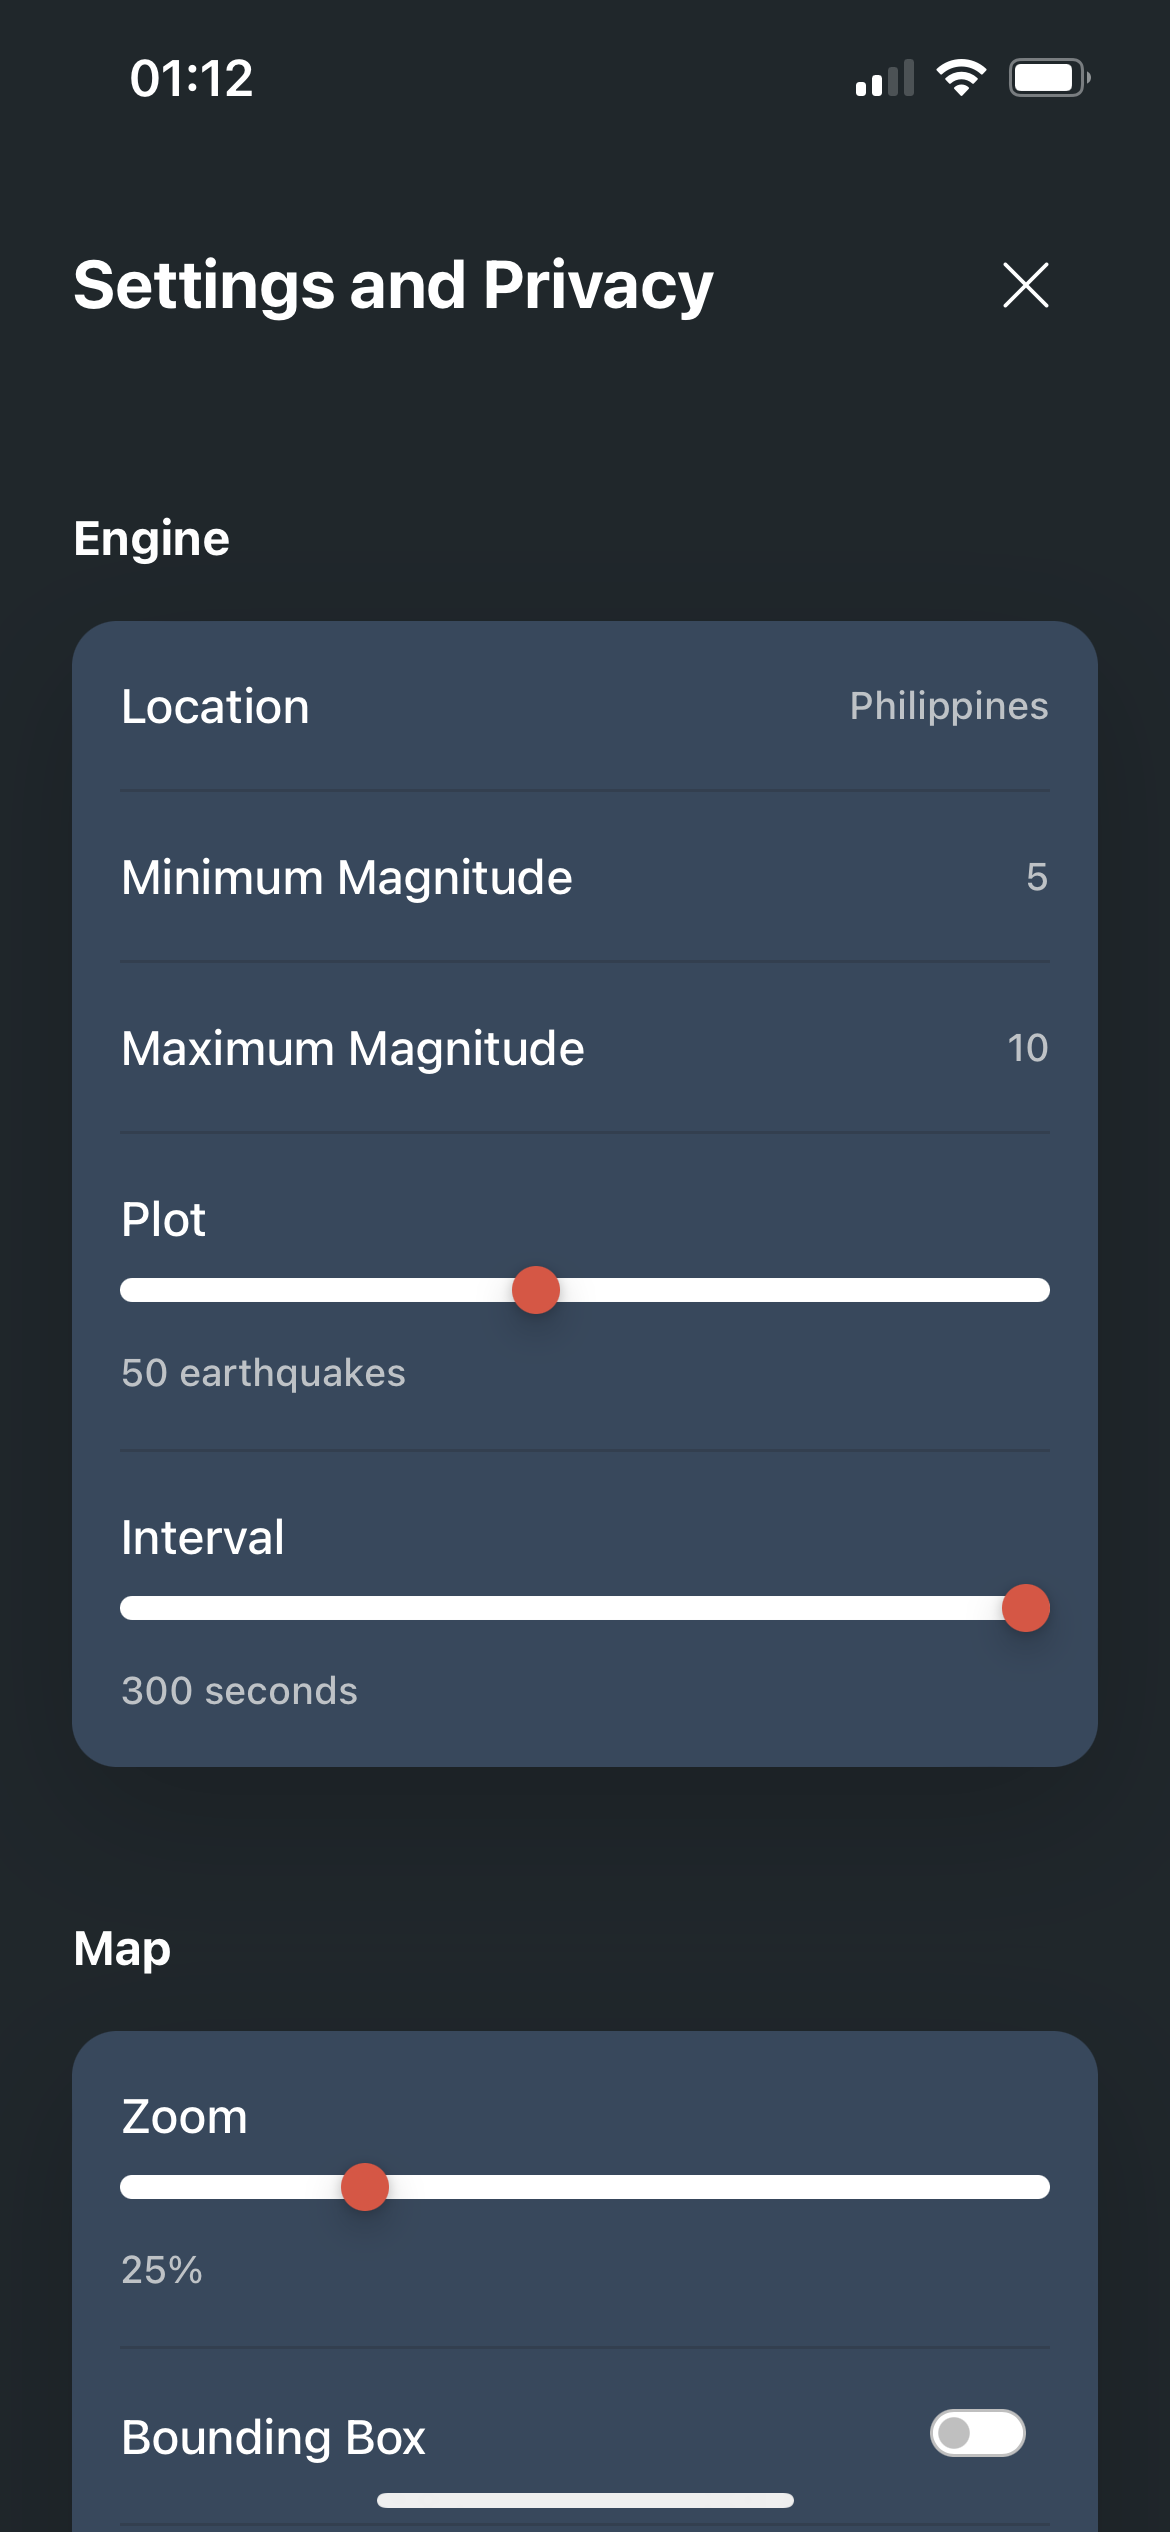 01:12
Settings and Privacy
Engine
Location Philippines
Minimum Magnitude 5
Maximum Magnitude 10
Plot
50 earthquakes
Interval
300 seconds
Map
Zoom
25%
Bounding Box